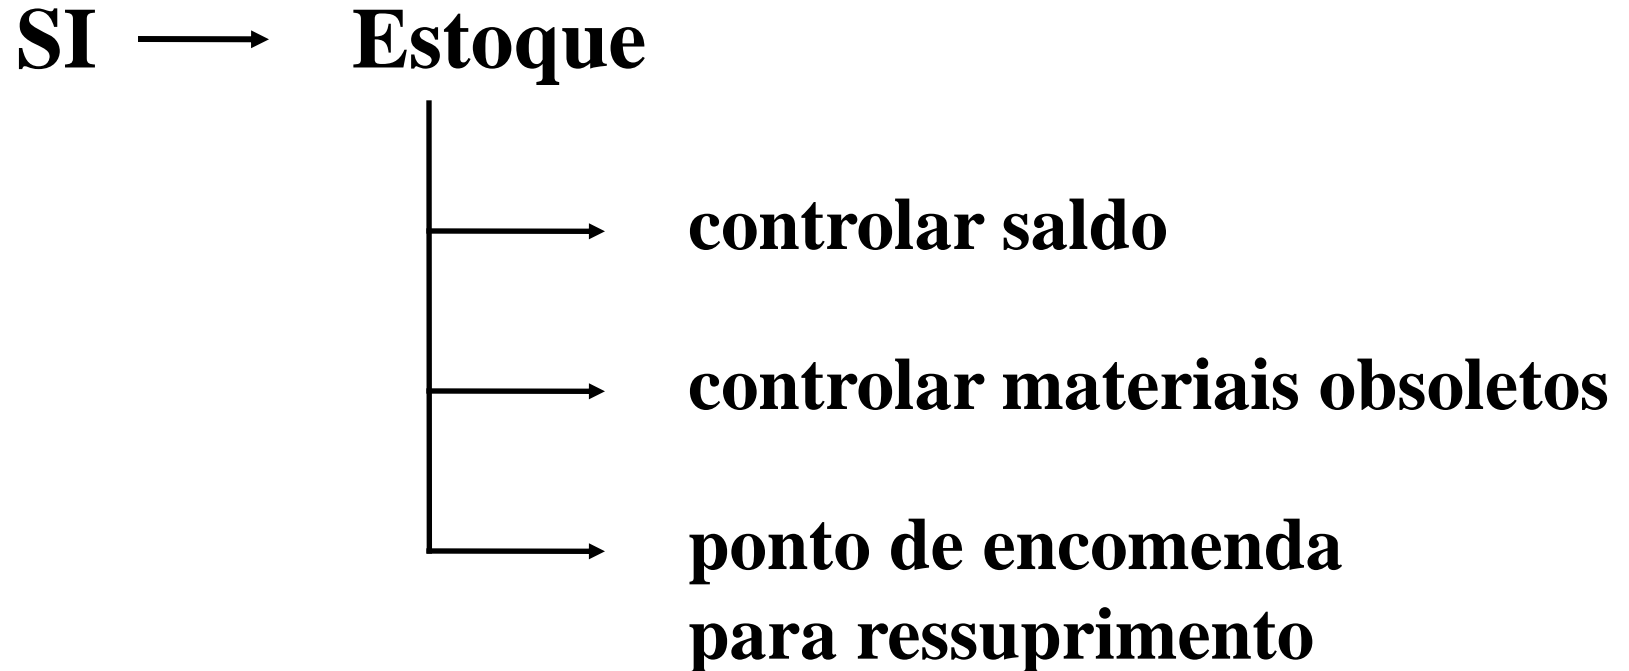 SI Estoque
controlar saldo
controlar materiais obsoletos
ponto de encomenda
para ressuprimento